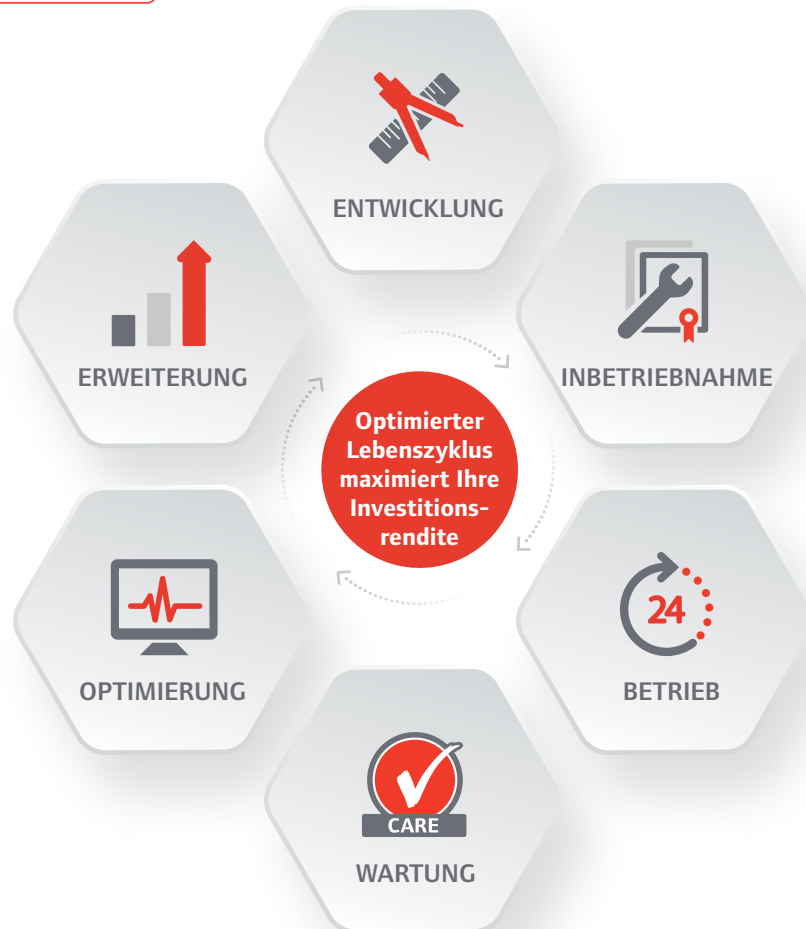 ENTWICKLUNG
INBETRIEBNAHME
ERWEITERUNG
Optimierter
Lebenszyklus
maximiert Ihre
Investitions-
rendite
24
BETRIEB
OPTIMIERUNG
CARE
WARTUNG